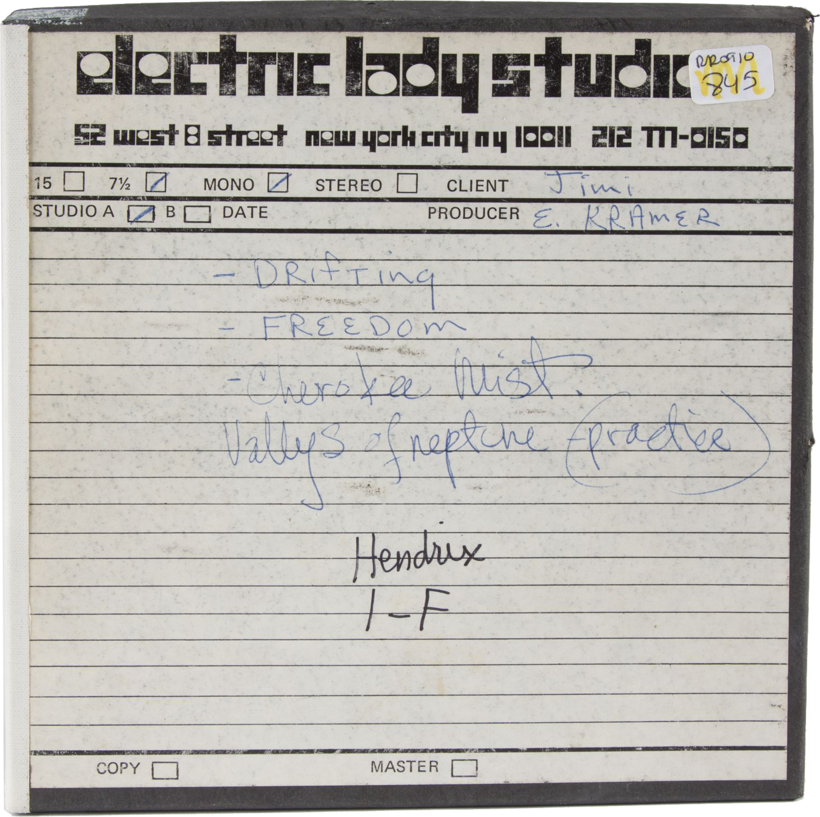 electric lady studio
RR0910
845
52 west 8 street new york city n y 10011 212 777-0150
15 7½ MONO STEREO CLIENT Jimi
STUDIO A B DATE PRODUCER E. KRAMER
- DRifTing
- FREEDOM
- Cherokee Mist.
Vallys of neptune - practice
Hendrix
1-F
COPY MASTER